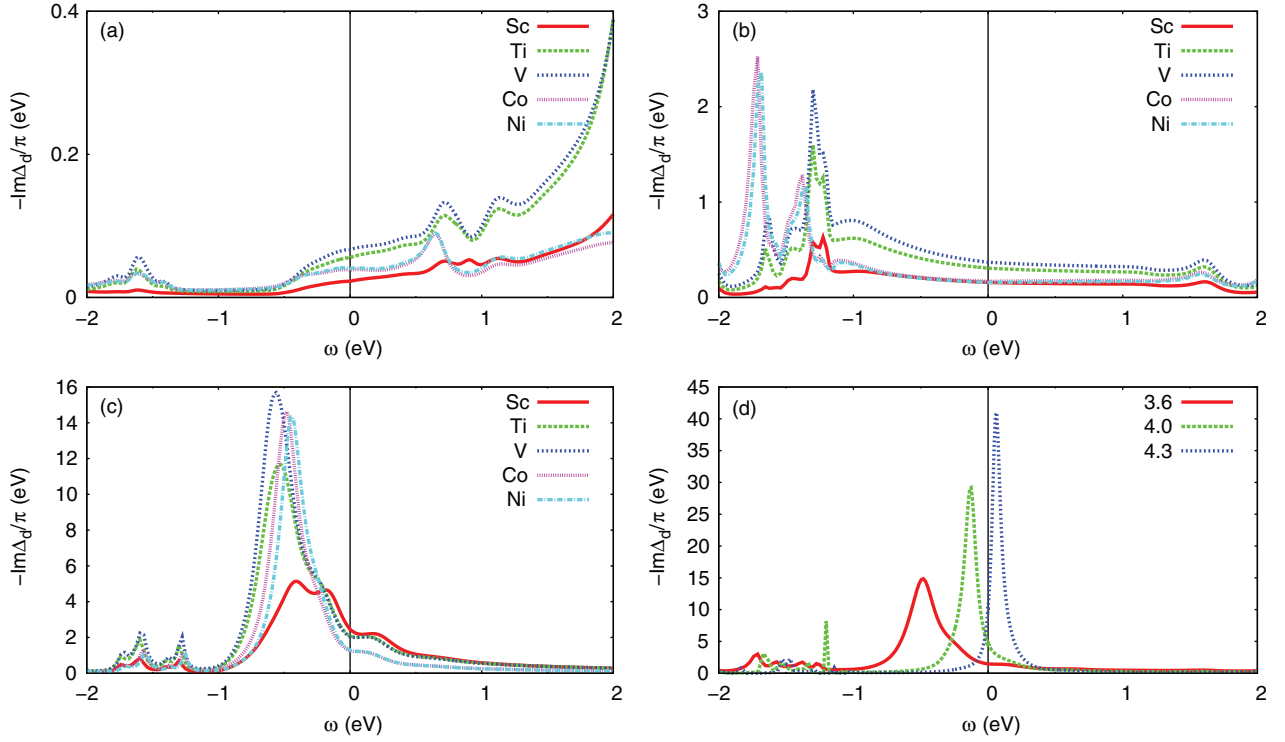 (a)
Sc
Ti
V
Co
Ni
0.4
0.2
0
−ImΔd/π (eV)
−2 −1 0 1 2
ω (eV)
(b)
Sc
Ti
V
Co
Ni
3
2
1
0
−ImΔd/π (eV)
−2 −1 0 1 2
ω (eV)
(c)
Sc
Ti
V
Co
Ni
16
14
12
10
8
6
4
2
0
−ImΔd/π (eV)
−2 −1 0 1 2
ω (eV)
(d)
3.6
4.0
4.3
45
40
35
30
25
20
15
10
5
0
−ImΔd/π (eV)
−2 −1 0 1 2
ω (eV)